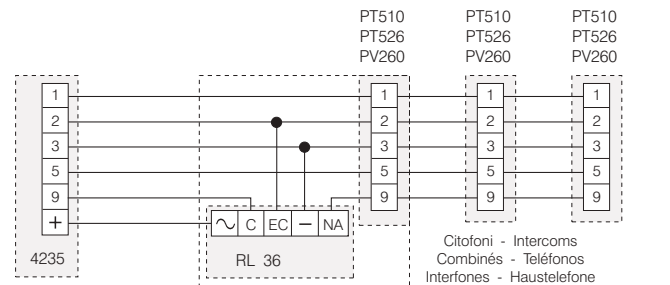 PT510 PT510 PT510
PT526 PT526 PT526
PV260 PV260 PV260
1 1 1 1
2 2 2 2
3 3 3 3
5 5 5 5
9 9 9 9
+ ~ C EC – NA
4235 RL 36
Citofoni - Intercoms
Combinés - Teléfonos
Interfones - Haustelefone